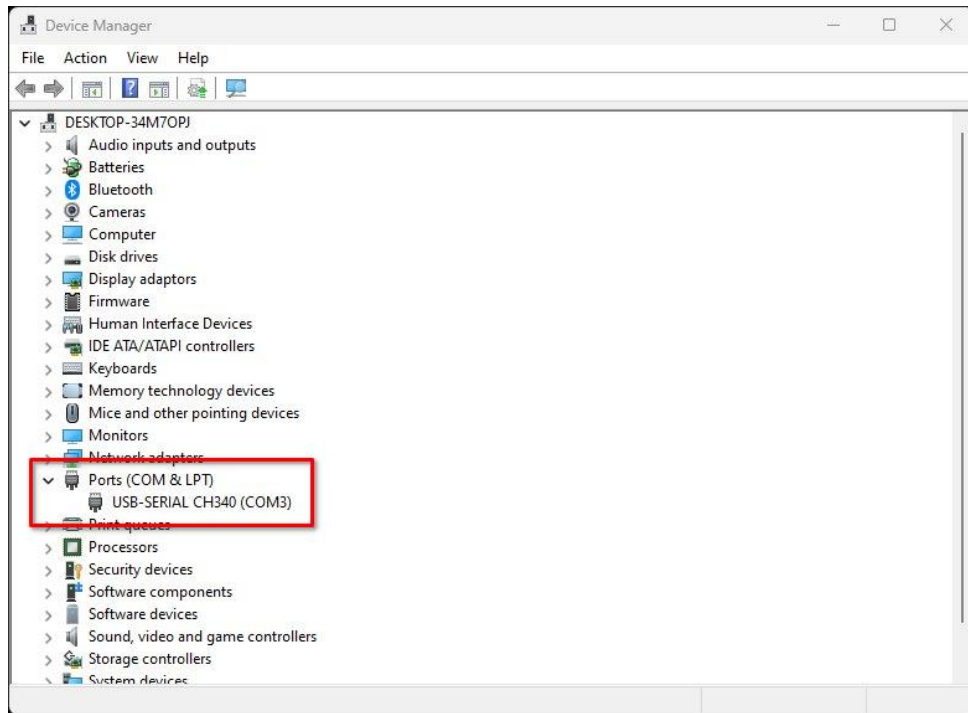 Device Manager
File Action View Help
DESKTOP-34M7OPJ
Audio inputs and outputs
Batteries
Bluetooth
Cameras
Computer
Disk drives
Display adaptors
Firmware
Human Interface Devices
IDE ATA/ATAPI controllers
Keyboards
Memory technology devices
Mice and other pointing devices
Monitors
Network adapters
Ports (COM & LPT)
USB-SERIAL CH340 (COM3)
Print queues
Processors
Security devices
Software components
Software devices
Sound, video and game controllers
Storage controllers
System devices